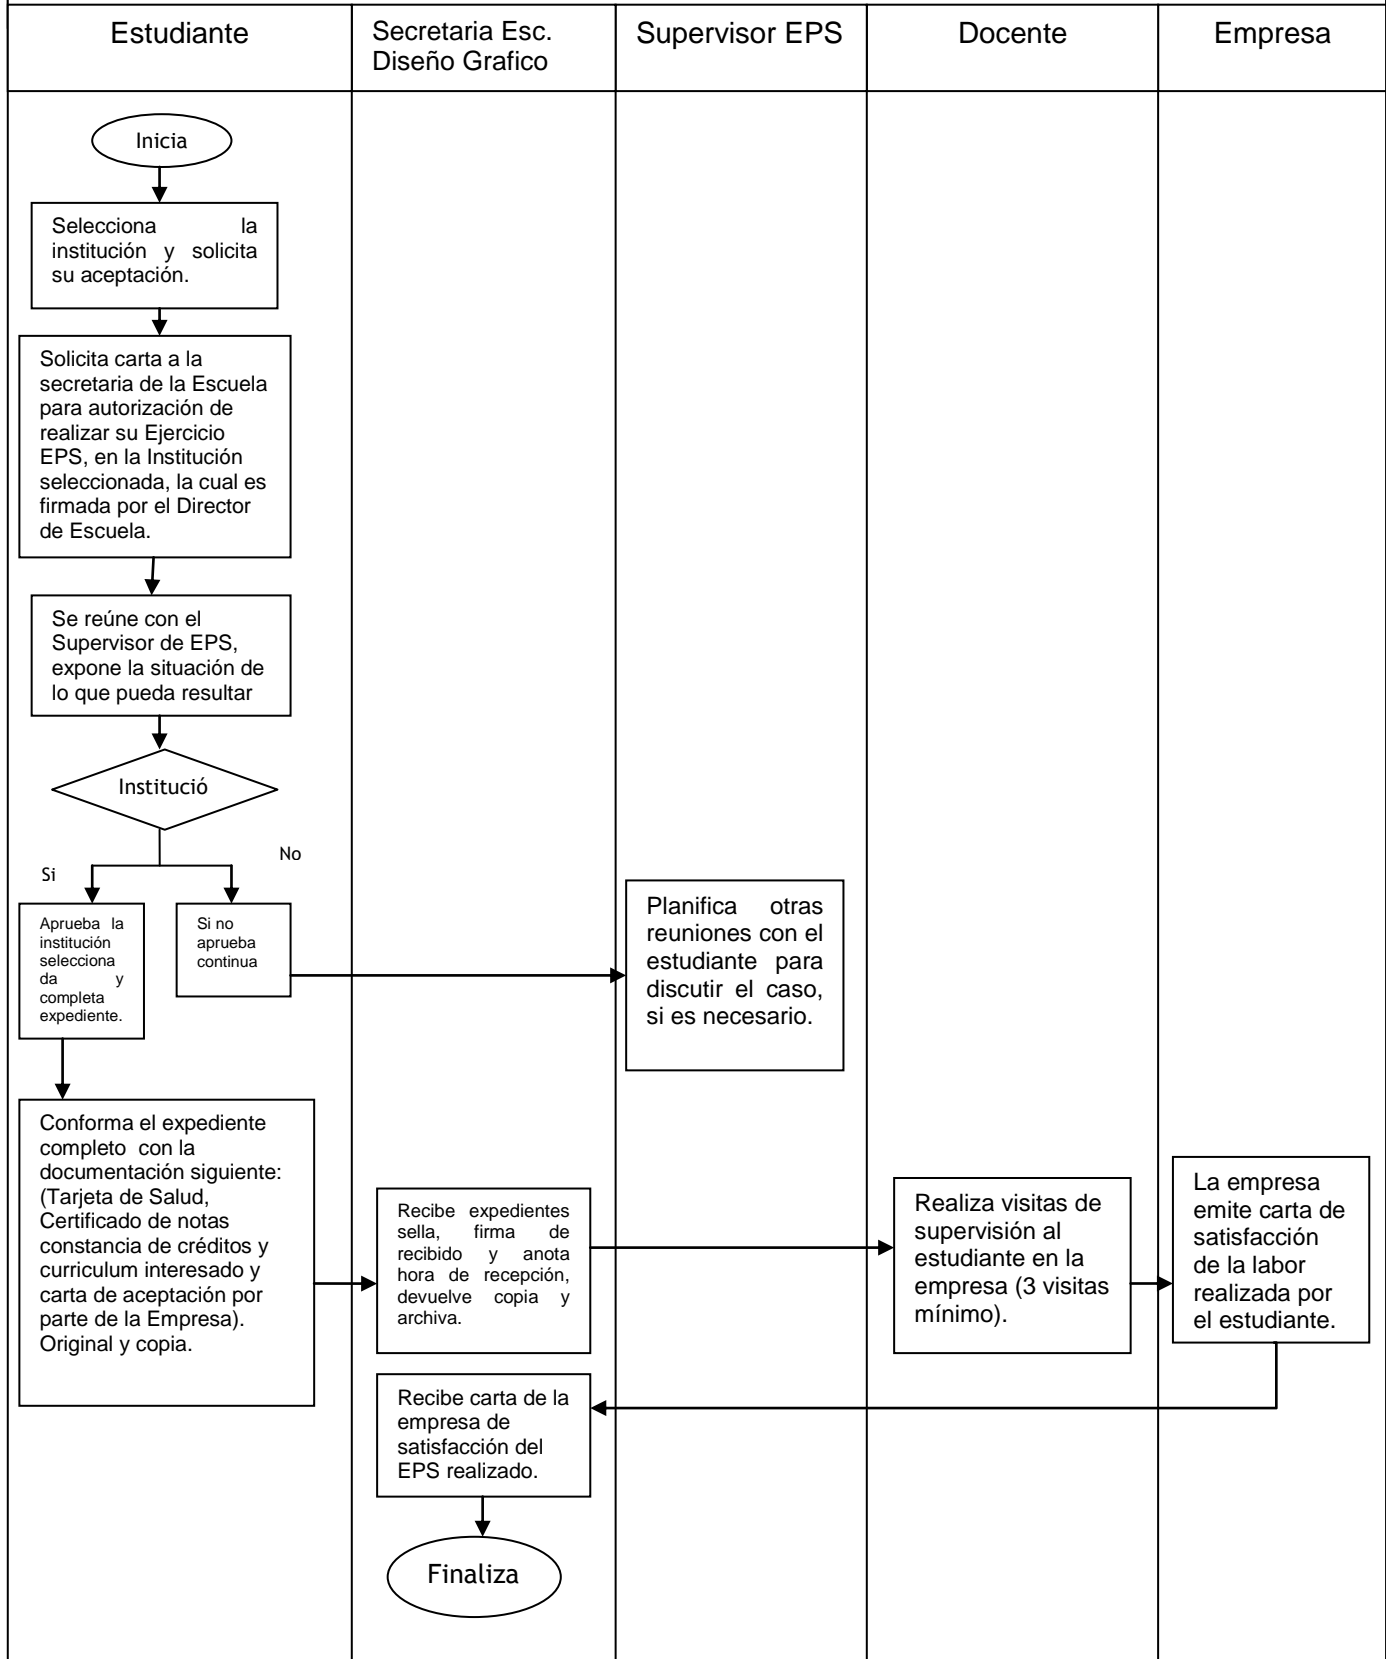 Estudiante
Secretaria Esc.
Diseño Grafico
Supervisor EPS
Docente
Empresa
Inicia
Selecciona la
institución y solicita
su aceptación.
Solicita carta a la
secretaria de la Escuela
para autorización de
realizar su Ejercicio
EPS, en la Institución
seleccionada, la cual es
firmada por el Director
de Escuela.
Se reúne con el
Supervisor de EPS,
expone la situación de
lo que pueda resultar
Institució
No
Si
Aprueba la
institución
selecciona
da y
completa
expediente.
Si no
aprueba
continua
Planifica otras
reuniones con el
estudiante para
discutir el caso,
si es necesario.
Conforma el expediente
completo con la
documentación siguiente:
(Tarjeta de Salud,
Certificado de notas
constancia de créditos y
curriculum interesado y
carta de aceptación por
parte de la Empresa).
Original y copia.
Recibe expedientes
sella, firma de
recibido y anota
hora de recepción,
devuelve copia y
archiva.
Realiza visitas de
supervisión al
estudiante en la
empresa (3 visitas
mínimo).
La empresa
emite carta de
satisfacción
de la labor
realizada por
el estudiante.
Recibe carta de la
empresa de
satisfacción del
EPS realizado.
Finaliza